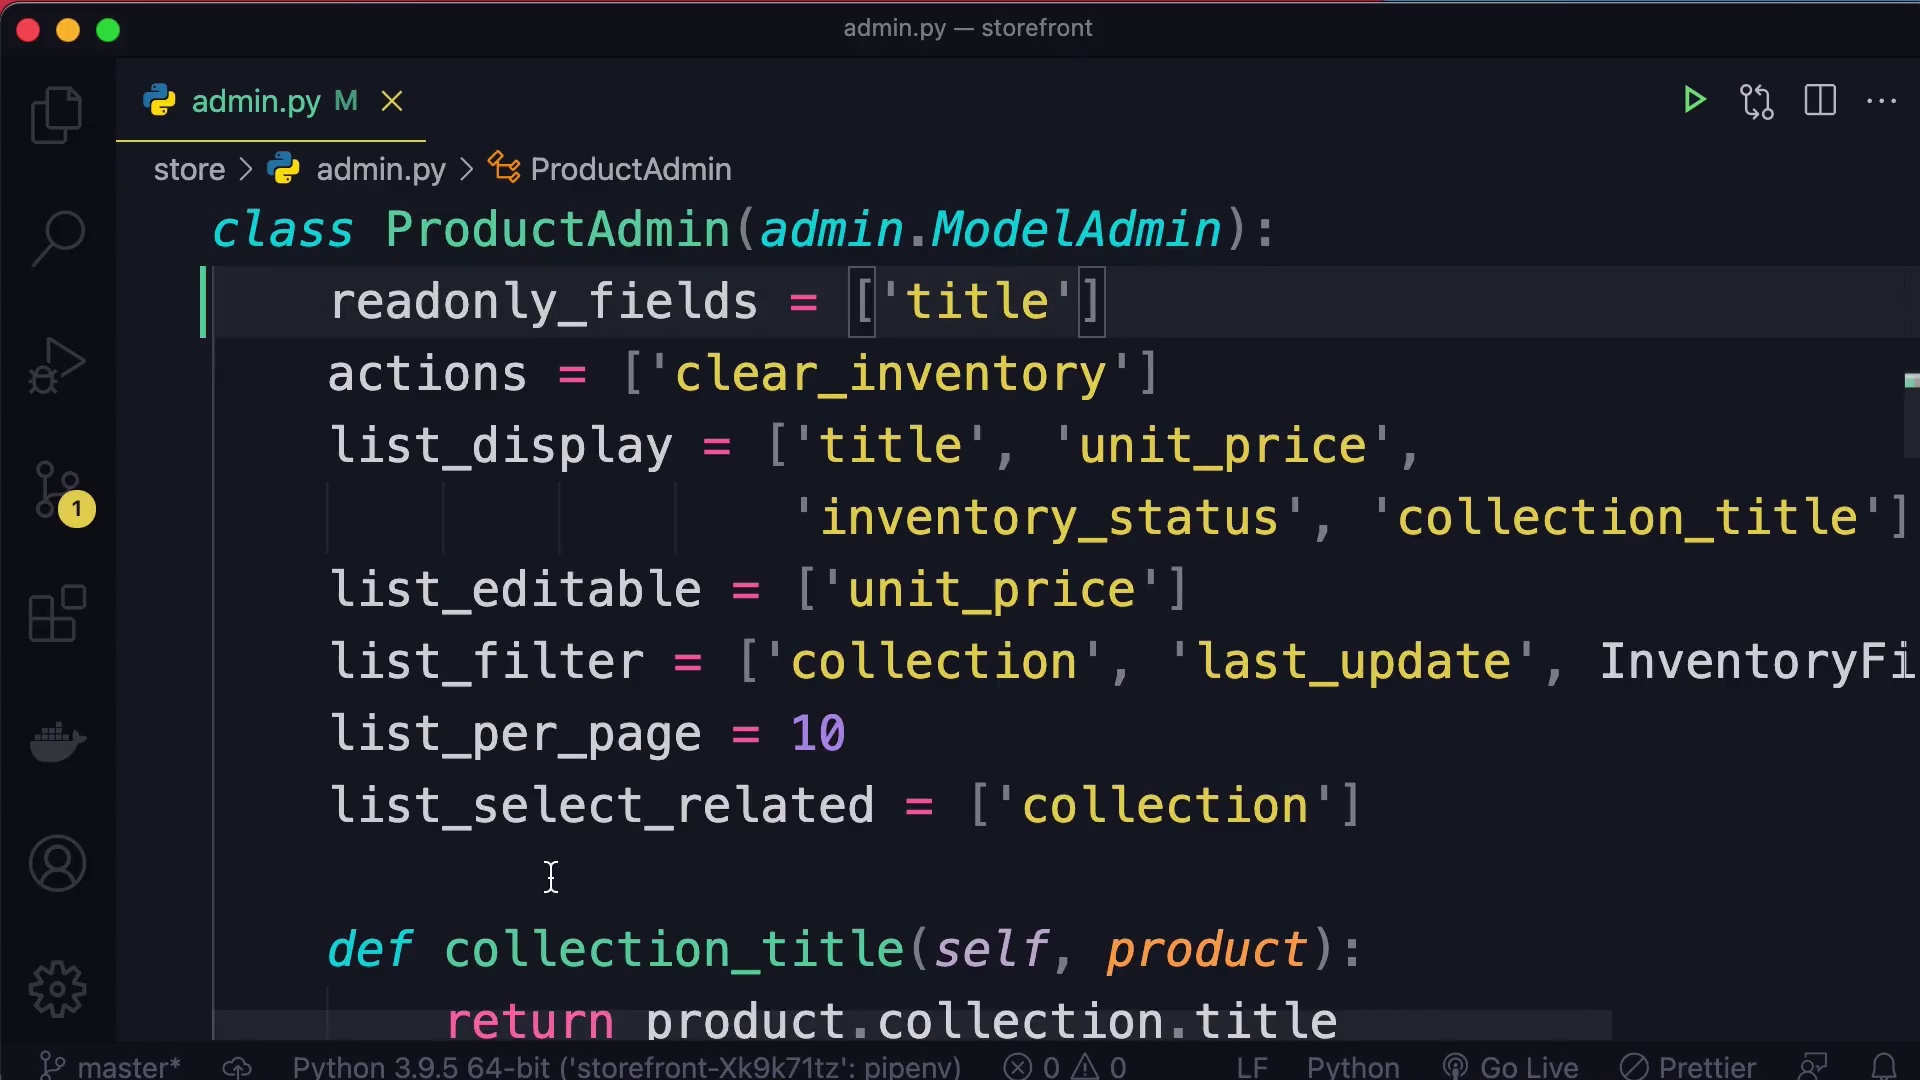 admin.py — storefront
admin.py M
store > admin.py > ProductAdmin
class ProductAdmin(admin.ModelAdmin):
readonly_fields = ['title']
actions = ['clear_inventory']
list_display = ['title', 'unit_price',
'inventory_status', 'collection_title']
list_editable = ['unit_price']
list_filter = ['collection', 'last_update', InventoryFi
list_per_page = 10
list_select_related = ['collection']
def collection_title(self, product):
return product.collection.title
1
master* Python 3.9.5 64-bit ('storefront-Xk9k71tz': pipenv) 0 0 LF Python Go Live Prettier